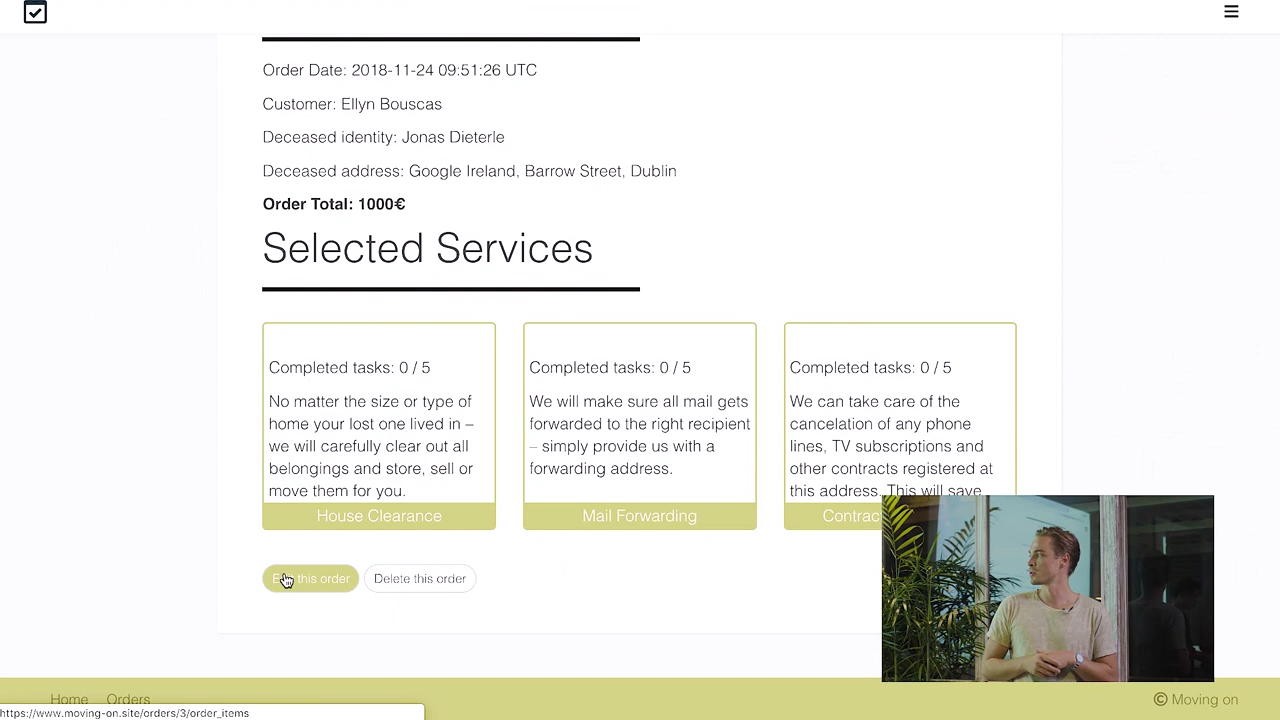 Order Date: 2018-11-24 09:51:26 UTC
Customer: Ellyn Bouscas
Deceased identity: Jonas Dieterle
Deceased address: Google Ireland, Barrow Street, Dublin
Order Total: 1000€
Selected Services
Completed tasks: 0 / 5
No matter the size or type of
home your lost one lived in –
we will carefully clear out all
belongings and store, sell or
move them for you.
House Clearance
Completed tasks: 0 / 5
We will make sure all mail gets
forwarded to the right recipient
– simply provide us with a
forwarding address.
Mail Forwarding
Completed tasks: 0 / 5
We can take care of the
cancelation of any phone
lines, TV subscriptions and
other contracts registered at
this address. This will save
this order
Delete this order
Home Orders
© Moving on
https://www.moving-on.site/orders/3/order_items